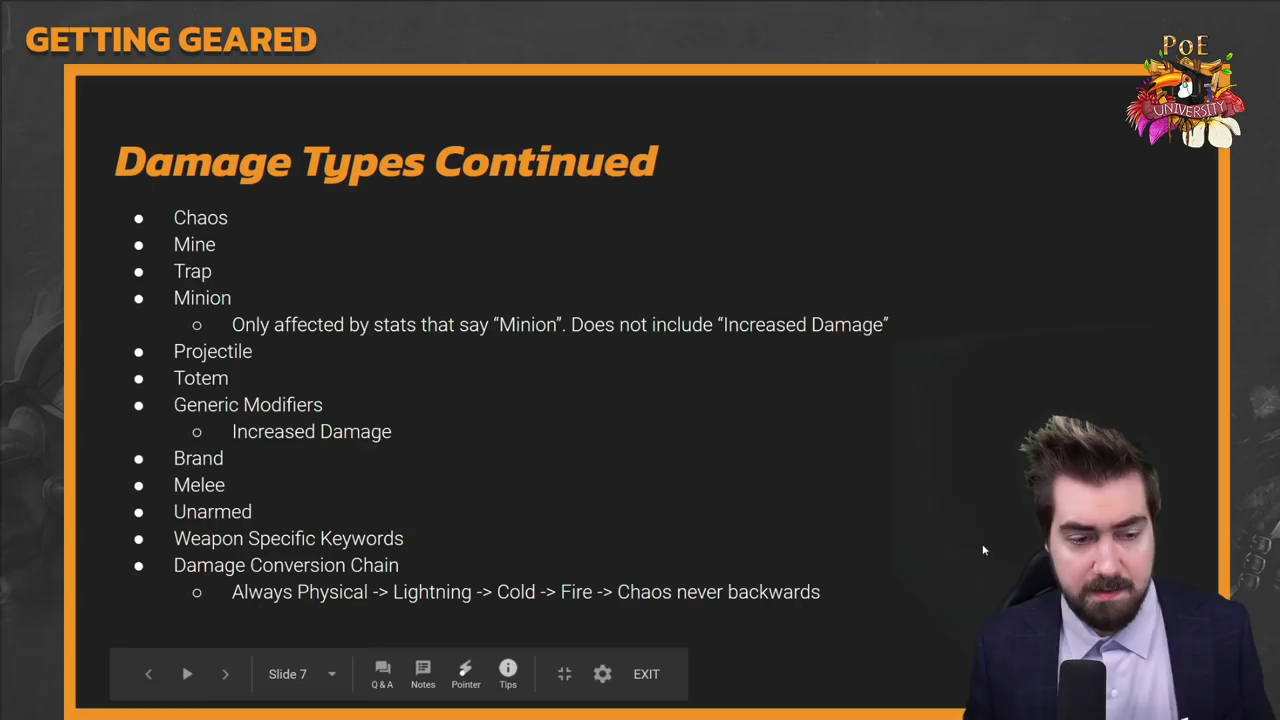 GETTING GEARED
PoE
UNIVERSITY
Damage Types Continued
● Chaos
● Mine
● Trap
● Minion
○ Only affected by stats that say “Minion”. Does not include “Increased Damage”
● Projectile
● Totem
● Generic Modifiers
○ Increased Damage
● Brand
● Melee
● Unarmed
● Weapon Specific Keywords
● Damage Conversion Chain
○ Always Physical -> Lightning -> Cold -> Fire -> Chaos never backwards
Slide 7
Q & A
Notes
Pointer
Tips
EXIT